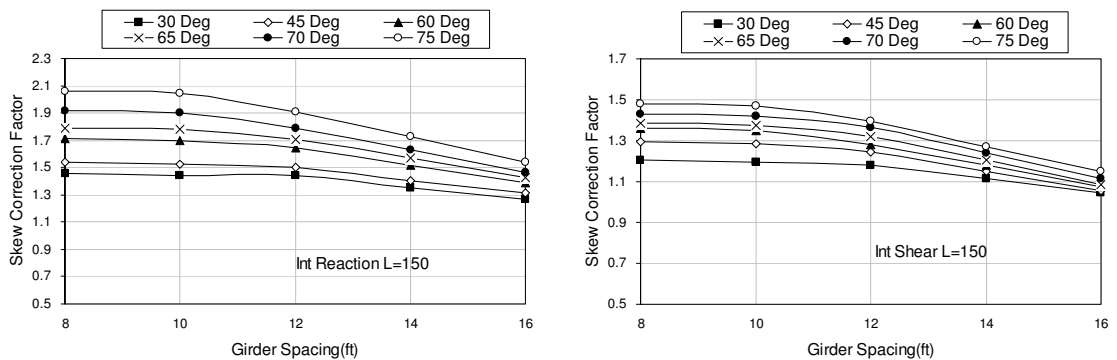 30 Deg 45 Deg 60 Deg
65 Deg 70 Deg 75 Deg
2.3
2.1
1.9
1.7
1.5
1.3
1.1
0.9
0.7
0.5
Skew Correction Factor
Int Reaction L=150
8 10 12 14 16
Girder Spacing(ft)
30 Deg 45 Deg 60 Deg
65 Deg 70 Deg 75 Deg
1.7
1.5
1.3
1.1
0.9
0.7
0.5
Skew Correction Factor
Int Shear L=150
8 10 12 14 16
Girder Spacing(ft)